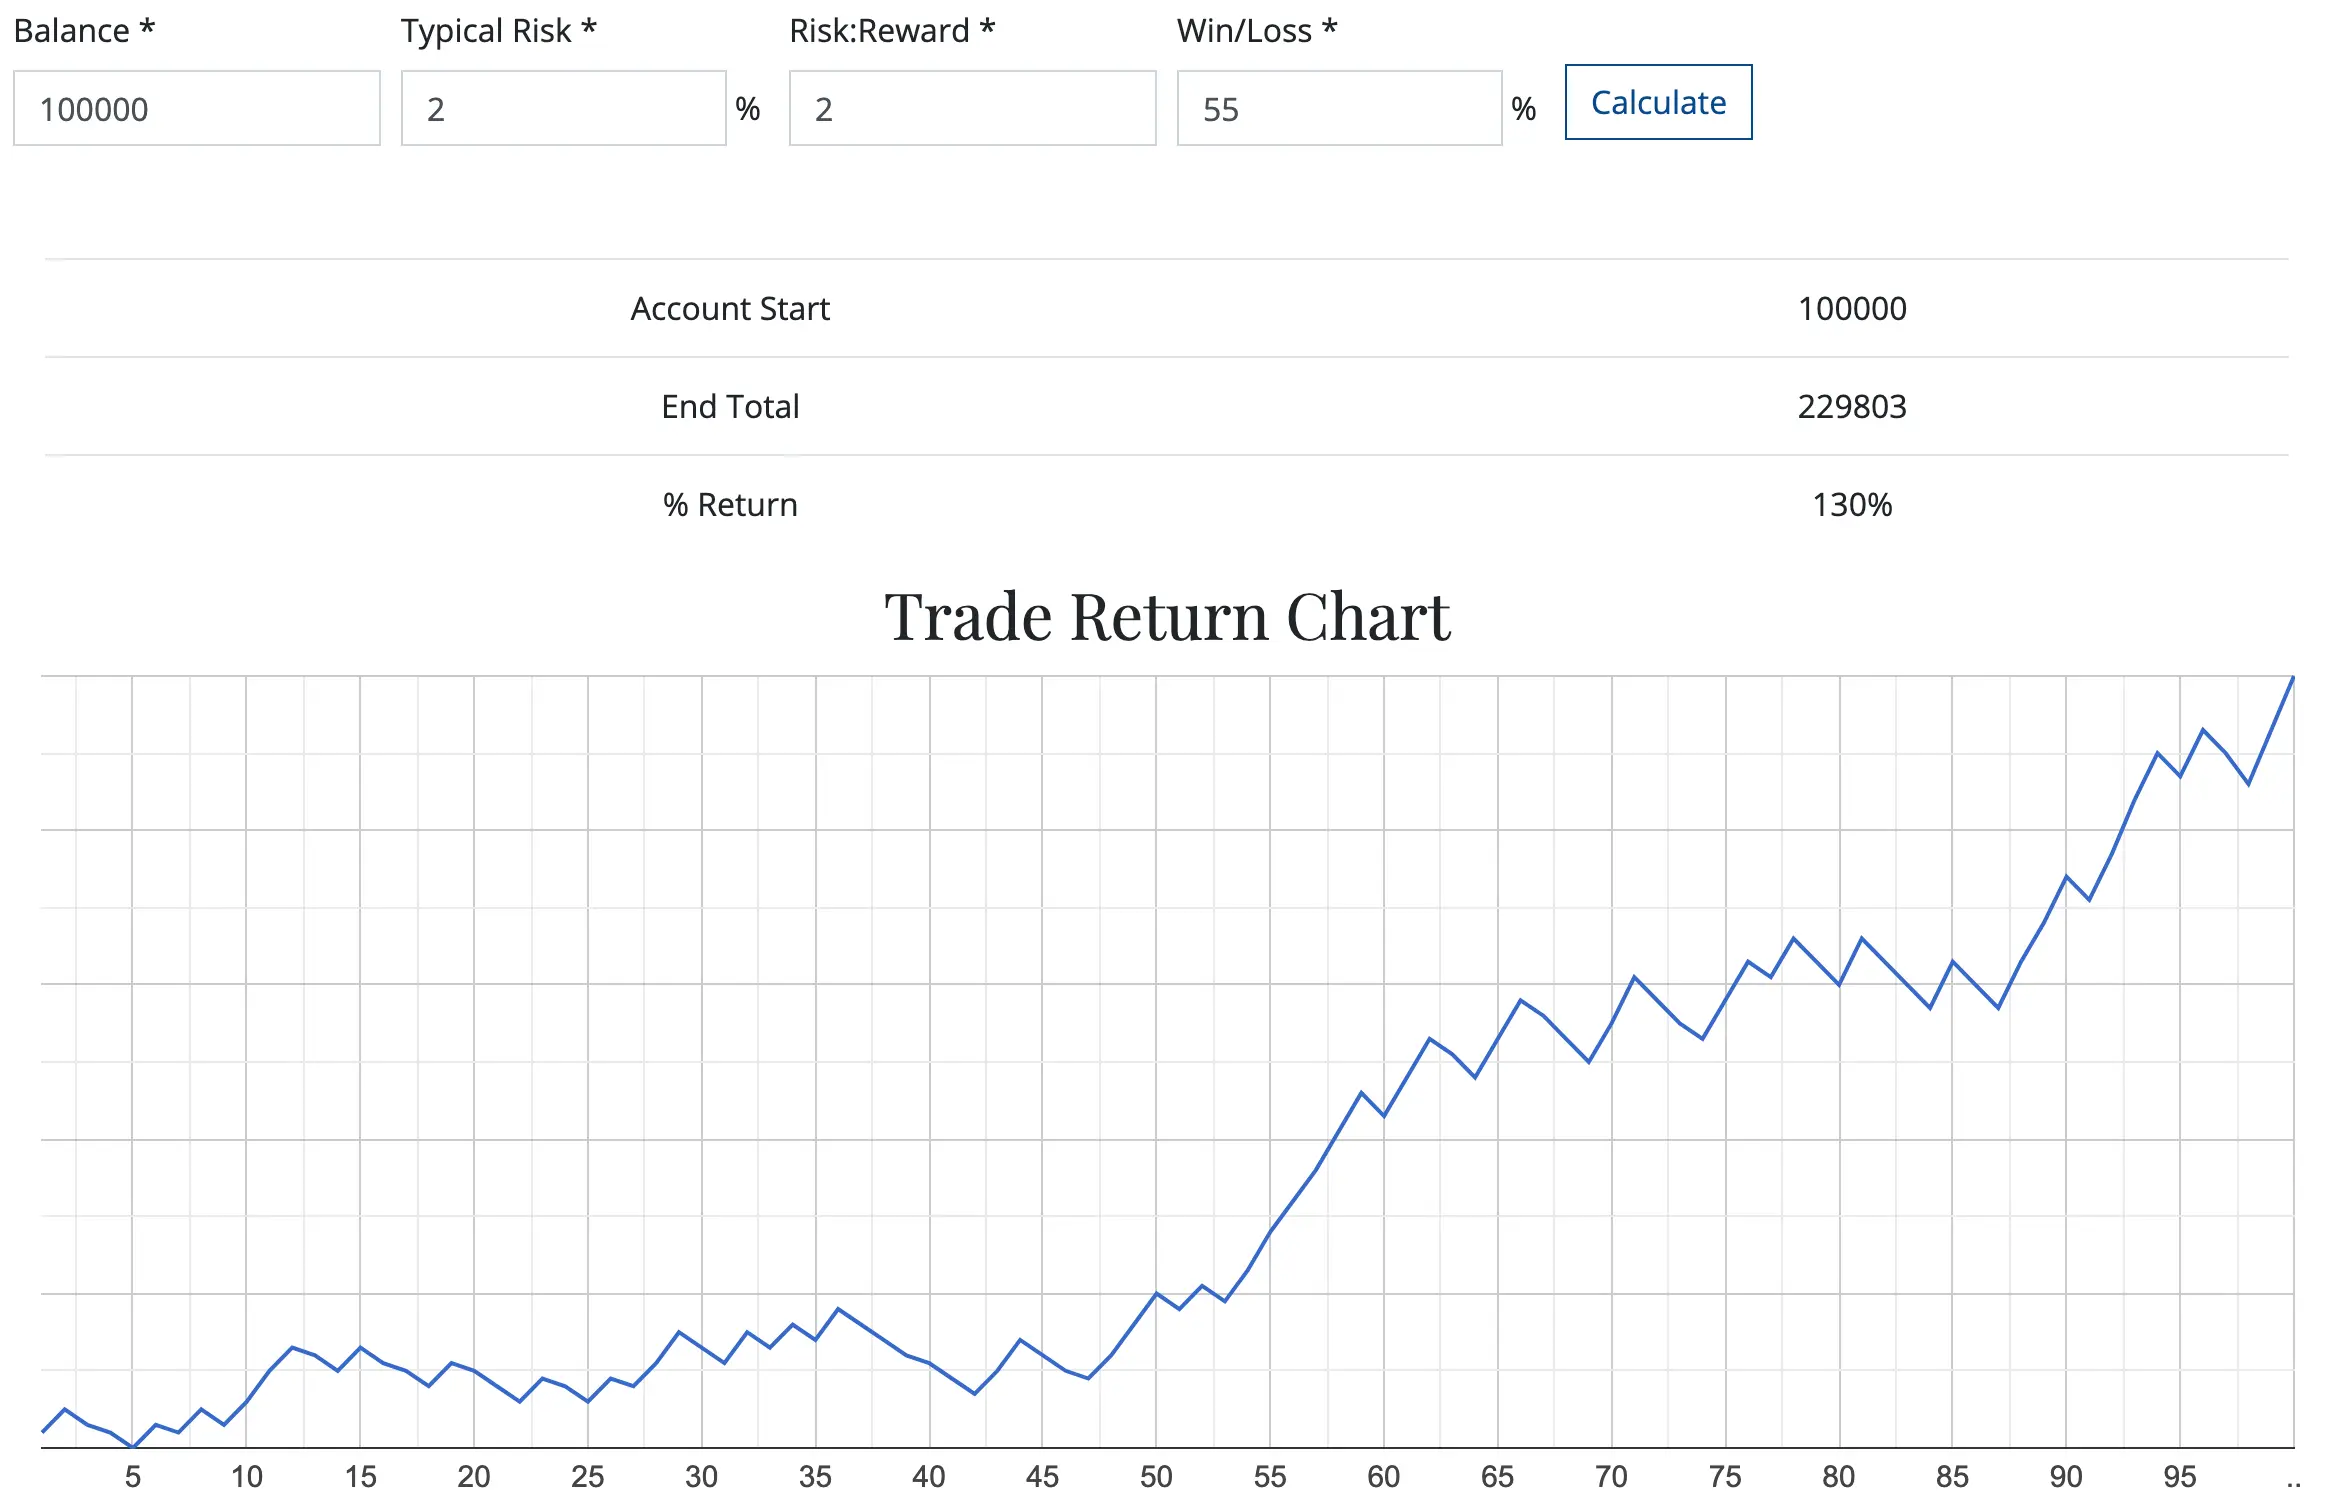 Balance * Typical Risk * Risk:Reward * Win/Loss *
100000 2 % 2 55 % Calculate
Account Start 100000
End Total 229803
% Return 130%
Trade Return Chart
5 10 15 20 25 30 35 40 45 50 55 60 65 70 75 80 85 90 95 ..